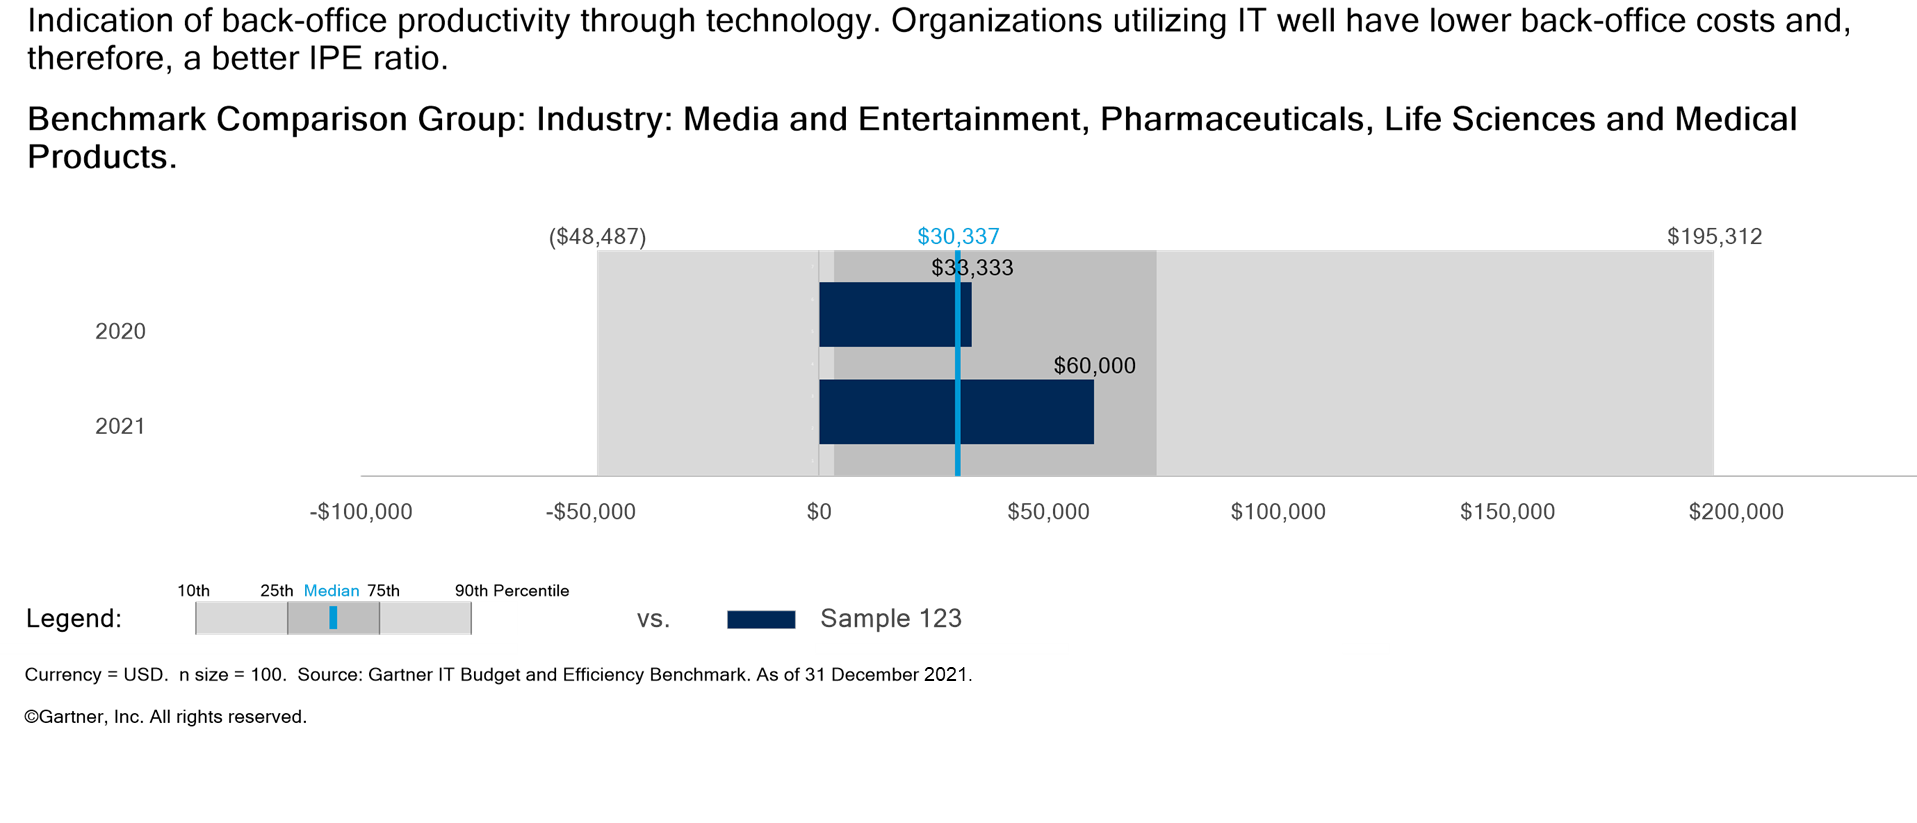 Indication of back-office productivity through technology. Organizations utilizing IT well have lower back-office costs and,
therefore, a better IPE ratio.
Benchmark Comparison Group: Industry: Media and Entertainment, Pharmaceuticals, Life Sciences and Medical
Products.
($48,487) $30,337 $195,312
$33,333
2020
$60,000
2021
-$100,000 -$50,000 $0 $50,000 $100,000 $150,000 $200,000
10th 25th Median 75th 90th Percentile
Legend: vs. Sample 123
Currency = USD. n size = 100. Source: Gartner IT Budget and Efficiency Benchmark. As of 31 December 2021.
©Gartner, Inc. All rights reserved.